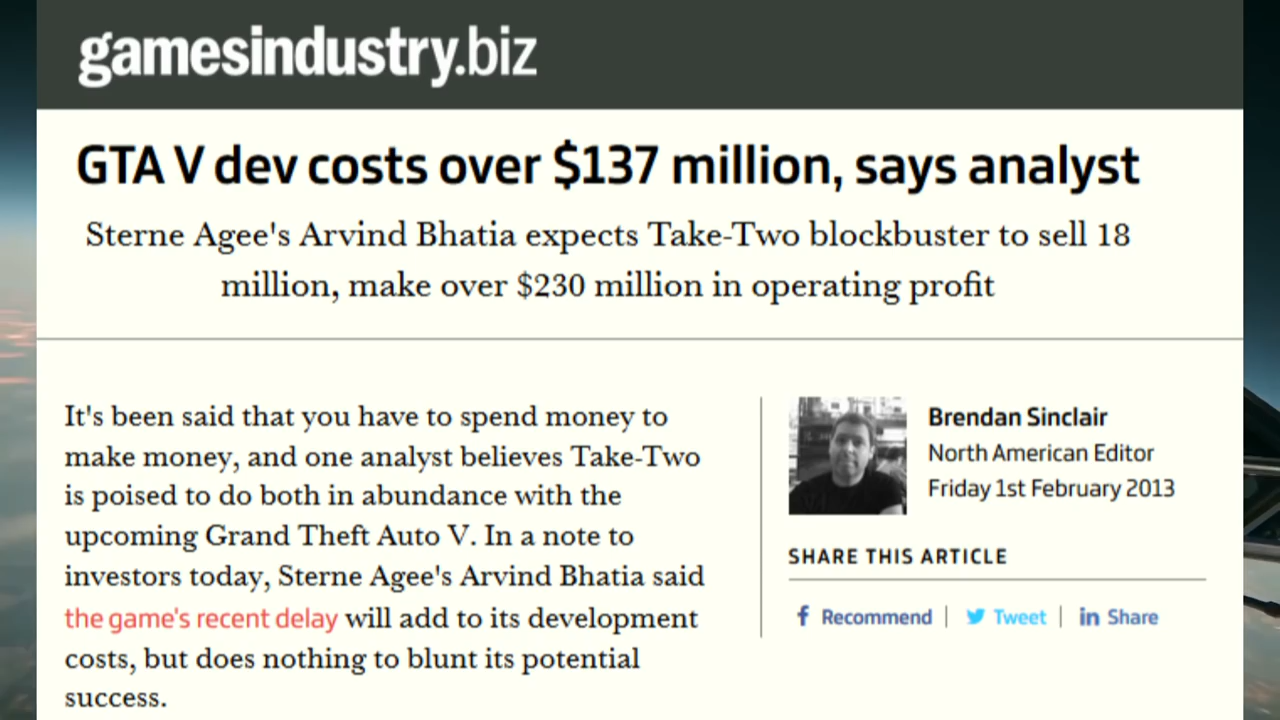 gamesindustry.biz
GTA V dev costs over $137 million, says analyst
Sterne Agee's Arvind Bhatia expects Take-Two blockbuster to sell 18
million, make over $230 million in operating profit
It's been said that you have to spend money to
make money, and one analyst believes Take-Two
is poised to do both in abundance with the
upcoming Grand Theft Auto V. In a note to
investors today, Sterne Agee's Arvind Bhatia said
the game's recent delay will add to its development
costs, but does nothing to blunt its potential
success.
Brendan Sinclair
North American Editor
Friday 1st February 2013
SHARE THIS ARTICLE
Recommend | Tweet | in Share